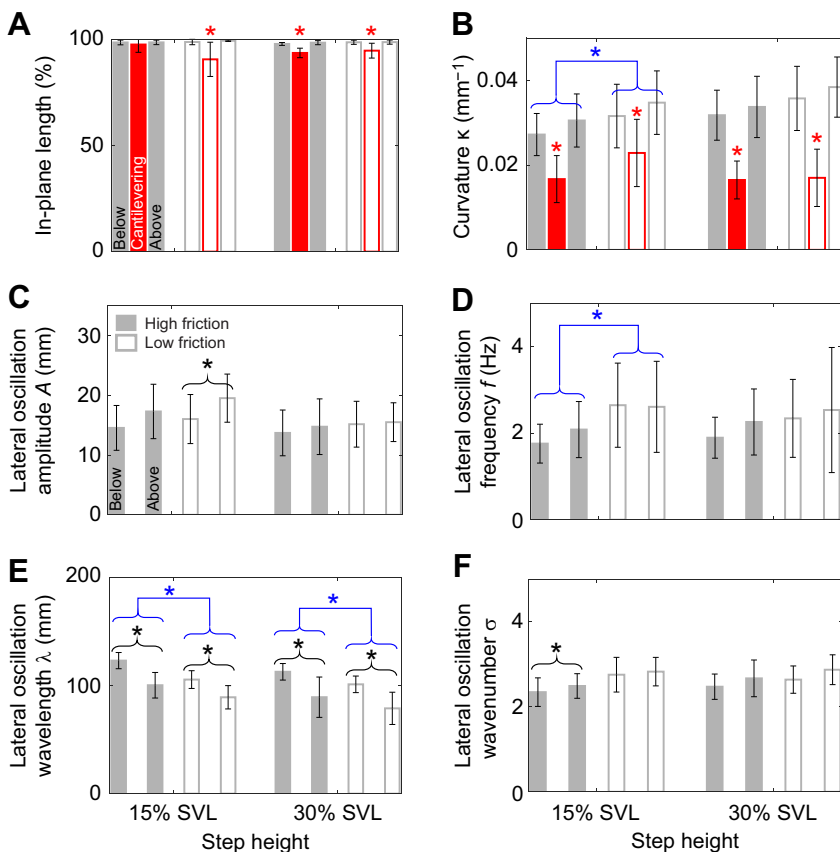 A
In-plane length (%)
100
50
0
Below
Cantilevering
Above
*
*
*
B
Curvature κ (mm⁻¹)
0.04
0.02
0
*
*
*
*
*
C
Lateral oscillation
amplitude A (mm)
30
20
10
0
High friction
Low friction
Below
Above
*
D
Lateral oscillation
frequency f (Hz)
4
2
0
*
E
Lateral oscillation
wavelength λ (mm)
200
100
0
*
*
*
*
*
*
15% SVL
30% SVL
Step height
F
Lateral oscillation
wavenumber σ
4
2
0
*
15% SVL
30% SVL
Step height